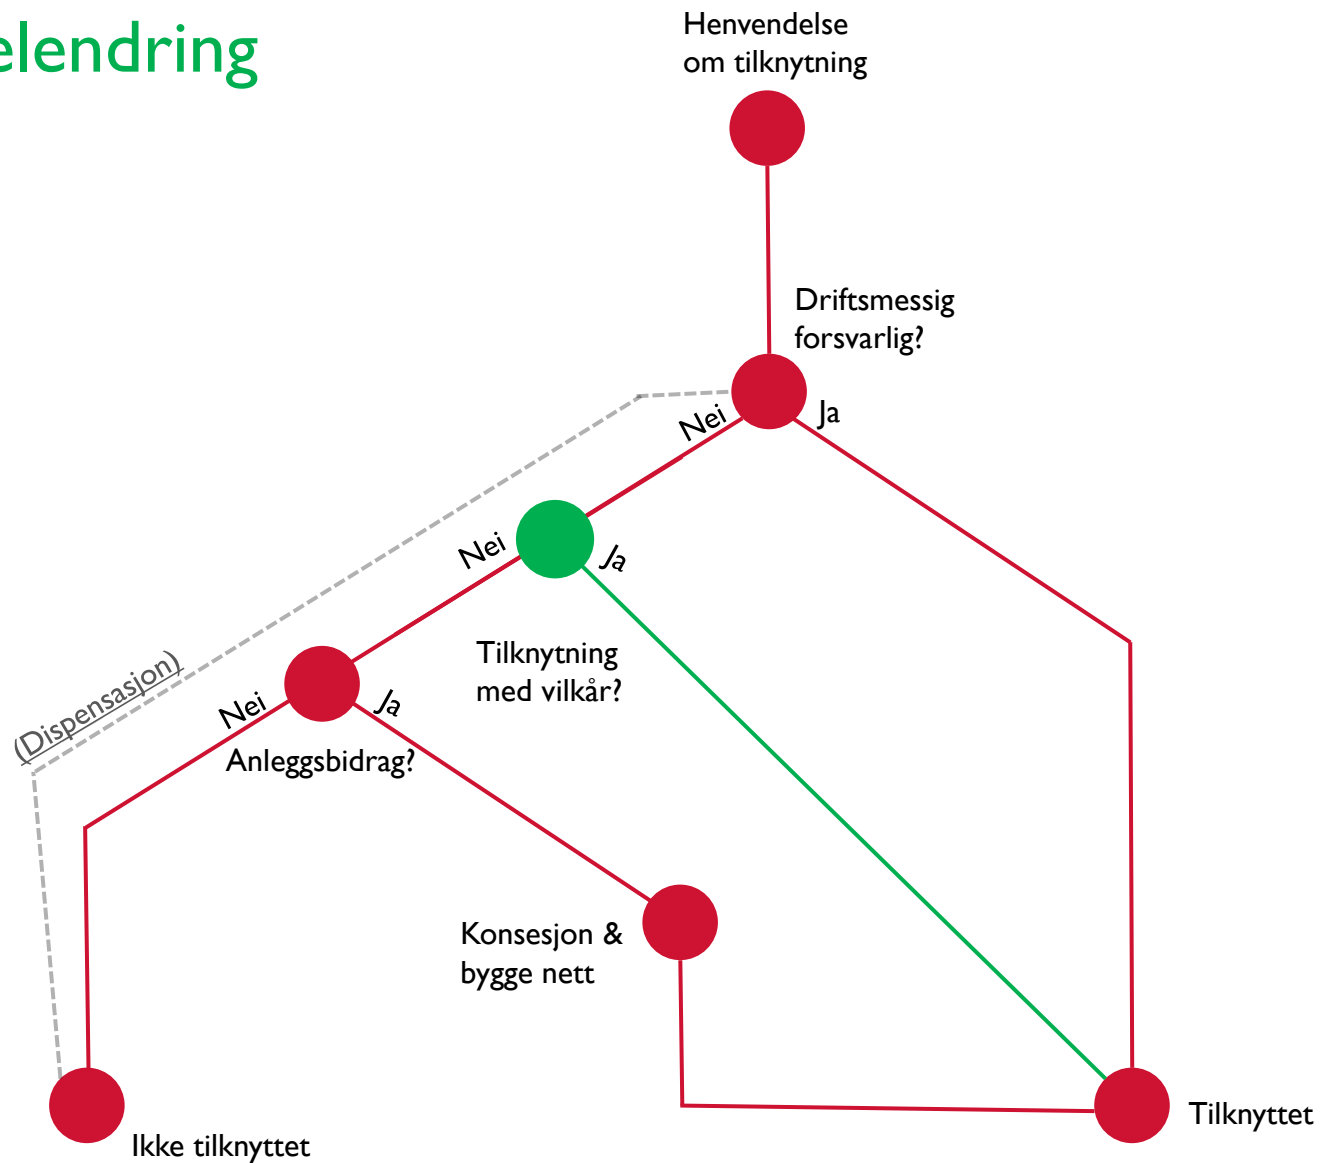 elendring
Henvendelse
om tilknytning
Driftsmessig
forsvarlig?
Nei
Ja
Nei
Ja
Tilknytning
med vilkår?
(Dispensasjon)
Nei
Ja
Anleggsbidrag?
Konsesjon &
bygge nett
Tilknyttet
Ikke tilknyttet